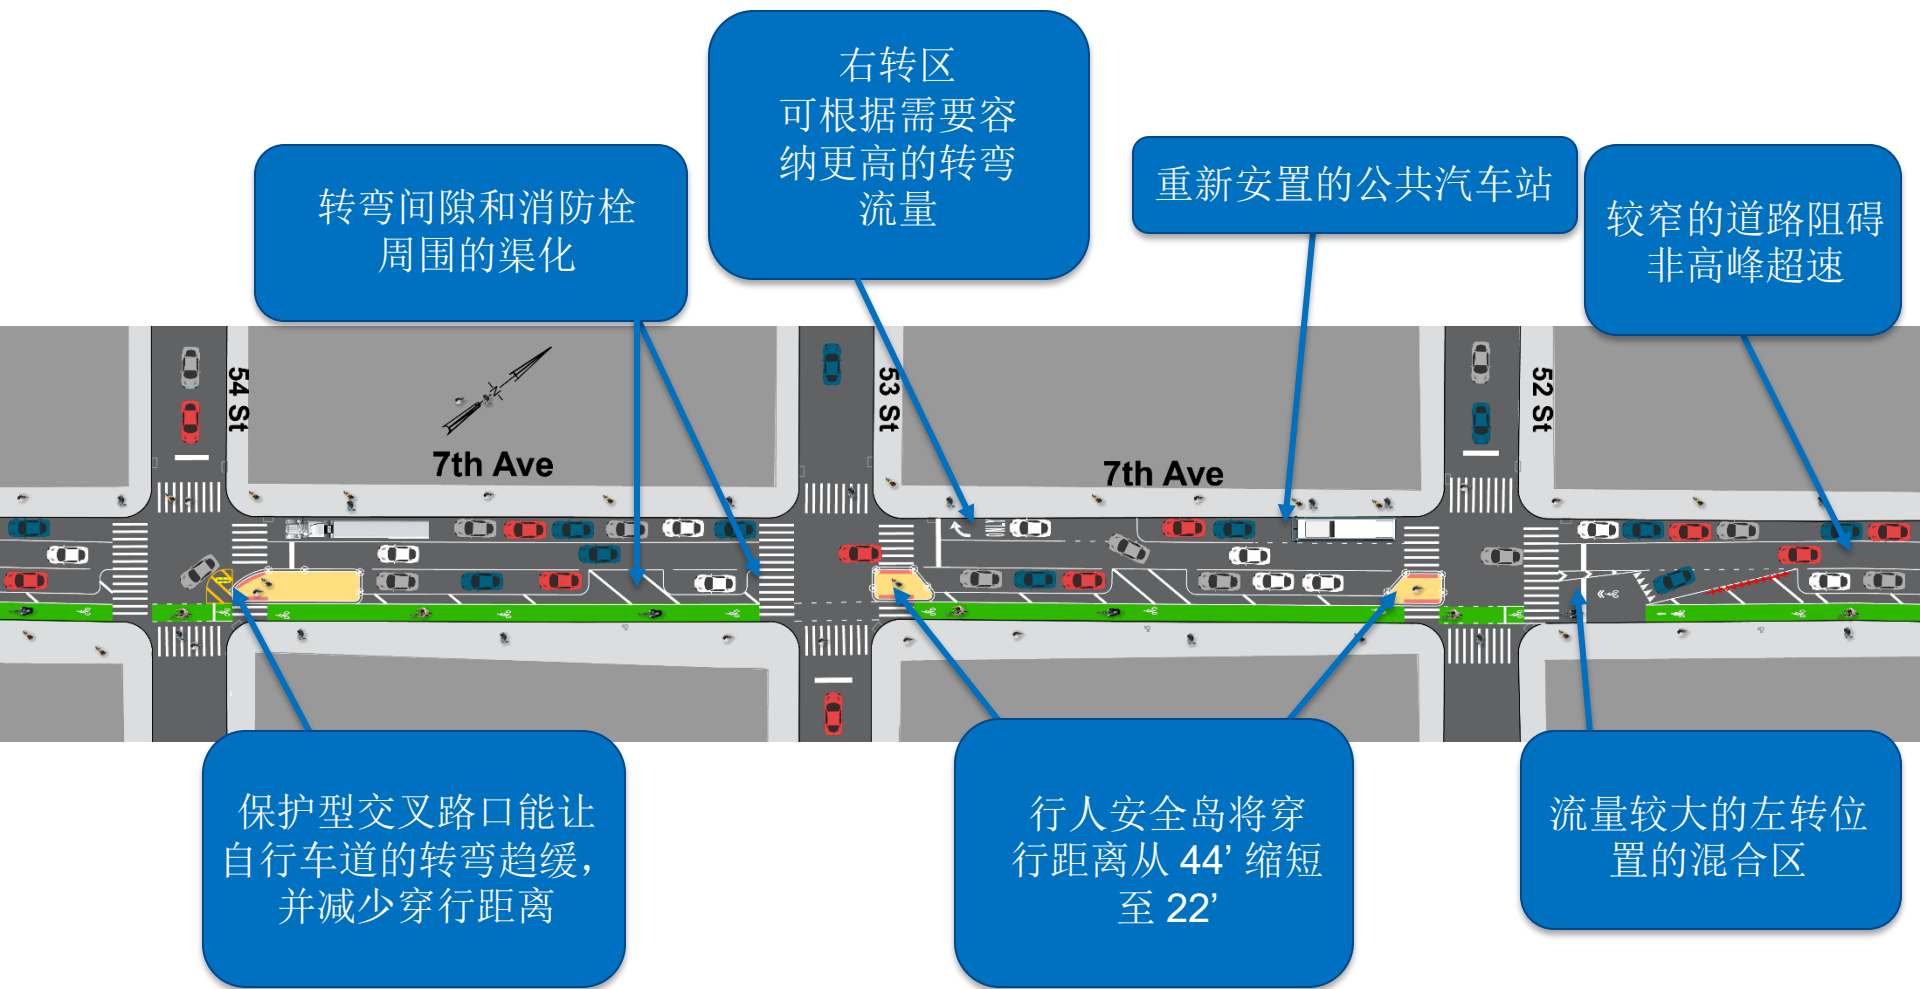 右转区
可根据需要容
纳更高的转弯
流量
转弯间隙和消防栓
周围的渠化
重新安置的公共汽车站
较窄的道路阻碍
非高峰超速
54 St
53 St
52 St
N
7th Ave
7th Ave
ONLY
保护型交叉路口能让
自行车道的转弯趋缓，
并减少穿行距离
行人安全岛将穿
行距离从 44’ 缩短
至 22’
流量较大的左转位
置的混合区